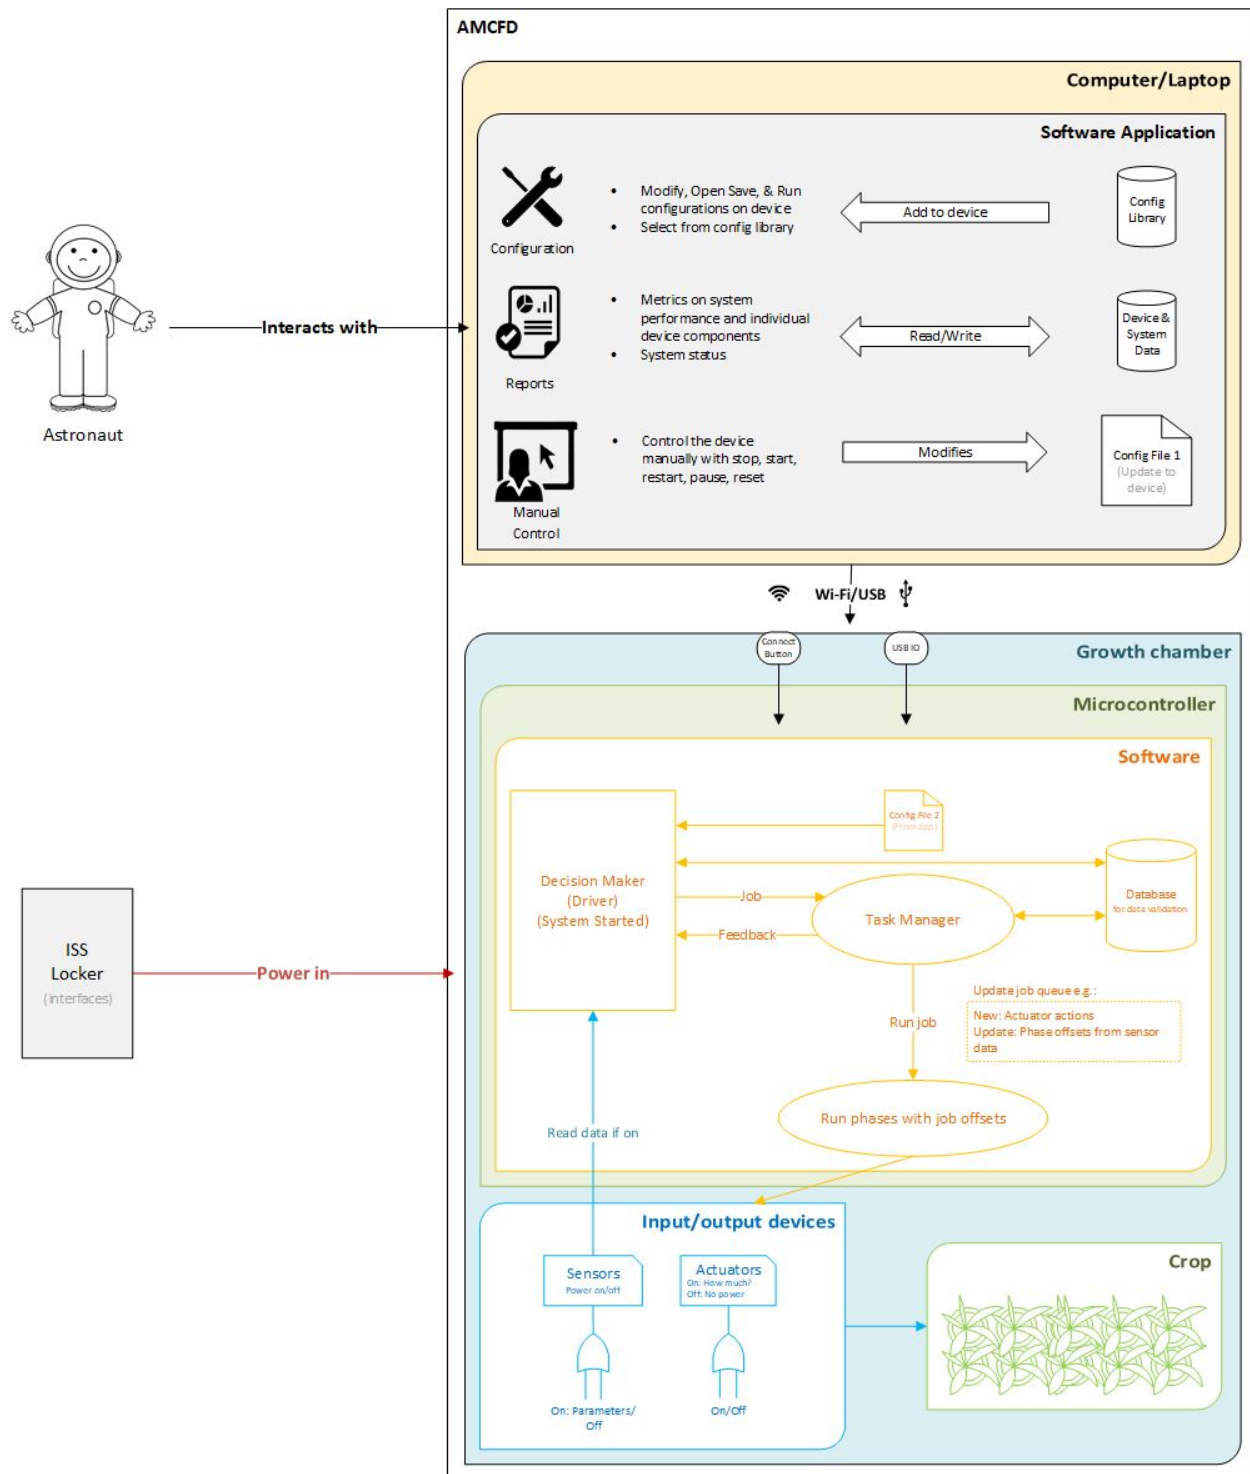 AMCFD
Computer/Laptop
Software Application
Configuration
• Modify, Open Save, & Run
configurations on device
• Select from config library
Add to device
Config
Library
Reports
• Metrics on system
performance and individual
device components
• System status
Read/Write
Device &
System
Data
Manual
Control
• Control the device
manually with stop, start,
restart, pause, reset
Modifies
Config File 1
(Update to
device)
Interacts with
Astronaut
Wi-Fi/USB
Connect
Button
USB IO
Growth chamber
Microcontroller
Software
Config File 2
(From app)
Decision Maker
(Driver)
(System Started)
Job
Feedback
Task Manager
Database
for data validation
ISS
Locker
(interfaces)
Power in
Run job
Update job queue e.g.:
New: Actuator actions
Update: Phase offsets from sensor
data
Run phases with job offsets
Read data if on
Input/output devices
Sensors
Power on/off
Actuators
On: How much?
Off: No power
On: Parameters/
Off
On/Off
Crop